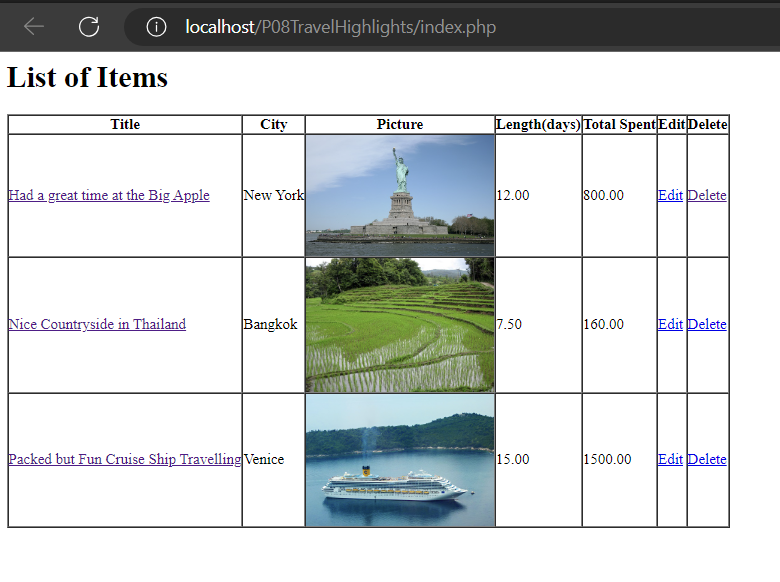 localhost/P08TravelHighlights/index.php
List of Items
Title City Picture Length(days) Total Spent Edit Delete
Had a great time at the Big Apple New York 12.00 800.00 Edit Delete
Nice Countryside in Thailand Bangkok 7.50 160.00 Edit Delete
Packed but Fun Cruise Ship Travelling Venice 15.00 1500.00 Edit Delete